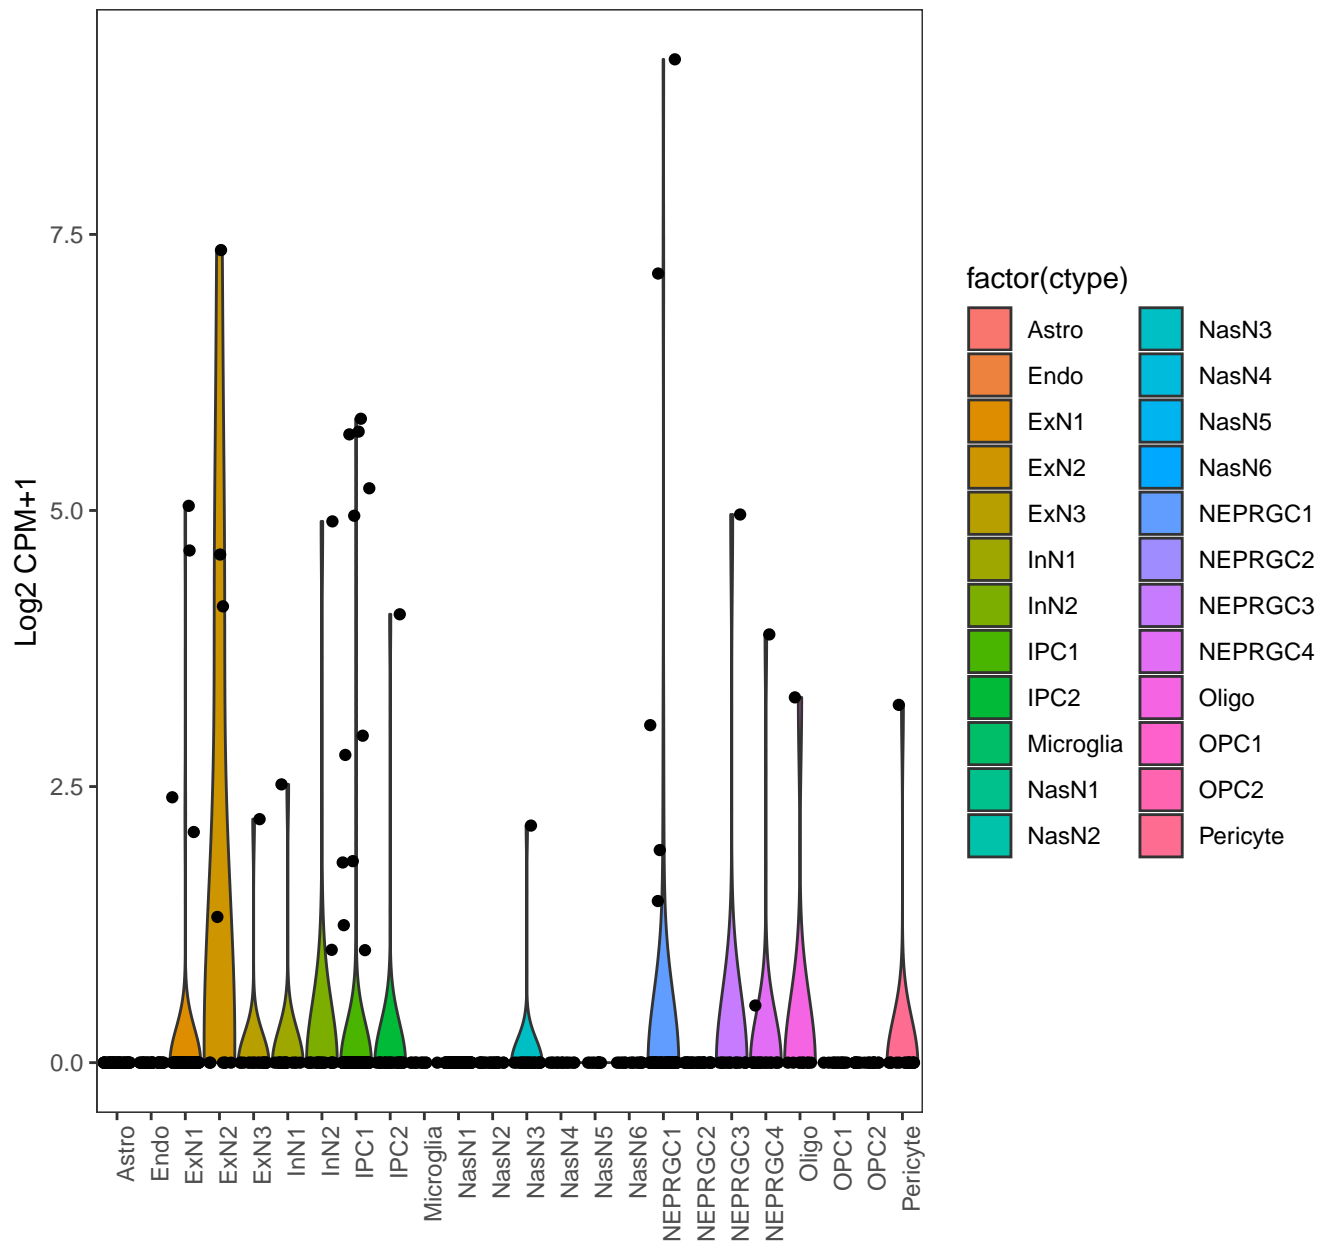 Log2 CPM+1
7.5
5.0
2.5
0.0
Astro
Endo
ExN1
ExN2
ExN3
InN1
InN2
IPC1
IPC2
Microglia
NasN1
NasN2
NasN3
NasN4
NasN5
NasN6
NEPRGC1
NEPRGC2
NEPRGC3
NEPRGC4
Oligo
OPC1
OPC2
Pericyte
factor(ctype)
Astro
Endo
ExN1
ExN2
ExN3
InN1
InN2
IPC1
IPC2
Microglia
NasN1
NasN2
NasN3
NasN4
NasN5
NasN6
NEPRGC1
NEPRGC2
NEPRGC3
NEPRGC4
Oligo
OPC1
OPC2
Pericyte